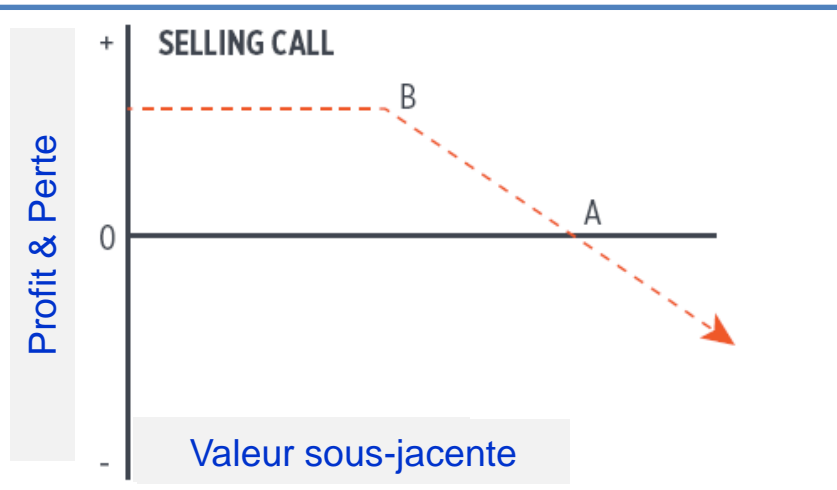 +
SELLING CALL
B
Profit & Perte
A
0
Valeur sous-jacente
-